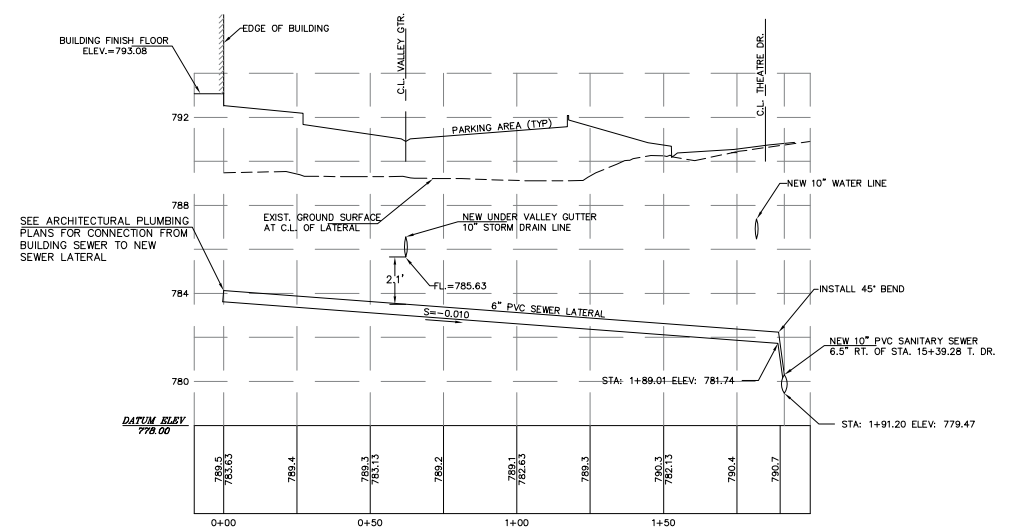 EDGE OF BUILDING
BUILDING FINISH FLOOR
ELEV.=793.08
C.L. VALLEY GTR.
C.L. THEATRE DR.
792
PARKING AREA (TYP)
NEW 10" WATER LINE
788
SEE ARCHITECTURAL PLUMBING
PLANS FOR CONNECTION FROM
BUILDING SEWER TO NEW
SEWER LATERAL
EXIST. GROUND SURFACE
AT C.L. OF LATERAL
NEW UNDER VALLEY GUTTER
10" STORM DRAIN LINE
2.1'
FL.=785.63
784
INSTALL 45° BEND
6" PVC SEWER LATERAL
S=-0.010
NEW 10" PVC SANITARY SEWER
6.5" RT. OF STA. 15+39.28 T. DR.
780
STA: 1+89.01 ELEV: 781.74
STA: 1+91.20 ELEV: 779.47
DATUM ELEV
778.00
789.5
783.63
789.4
789.3
783.13
789.2
789.1
782.63
789.3
790.3
782.13
790.4
790.7
0+00
0+50
1+00
1+50